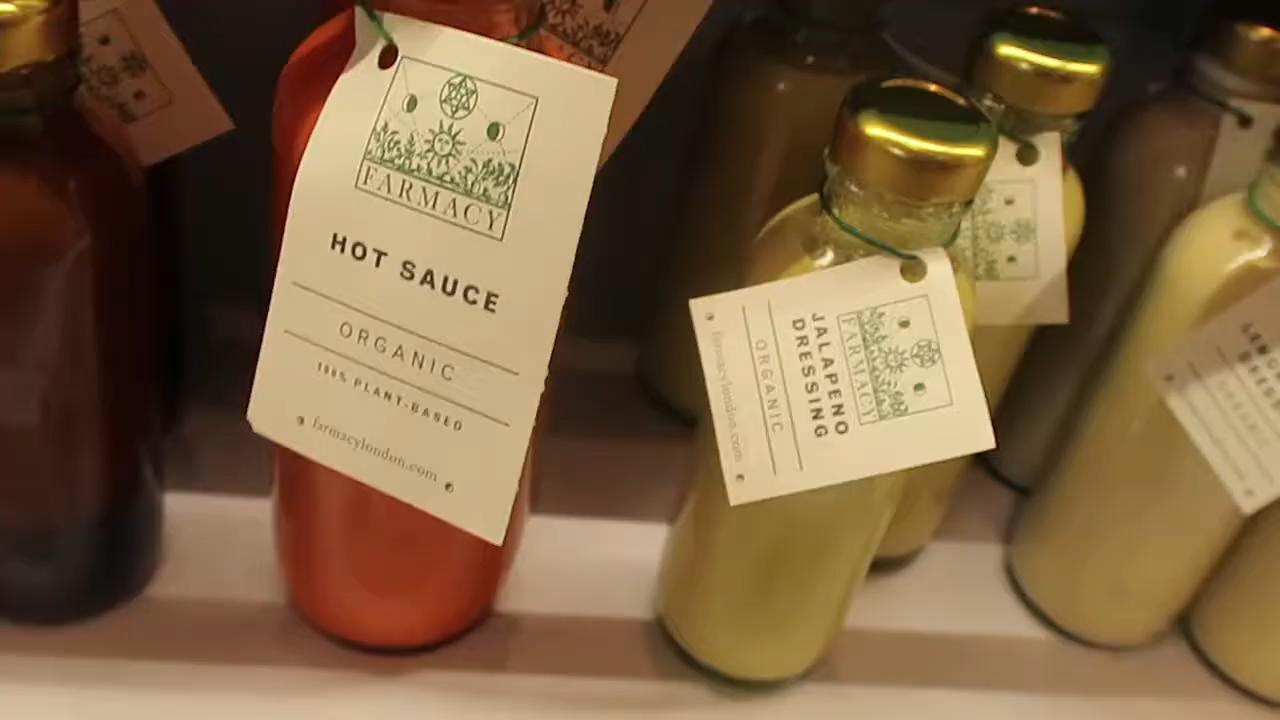 FARMACY
HOT SAUCE
ORGANIC
100% PLANT-BASED
farmacylondon.com
FARMACY
JALAPENO
DRESSING
ORGANIC
farmacylondon.com